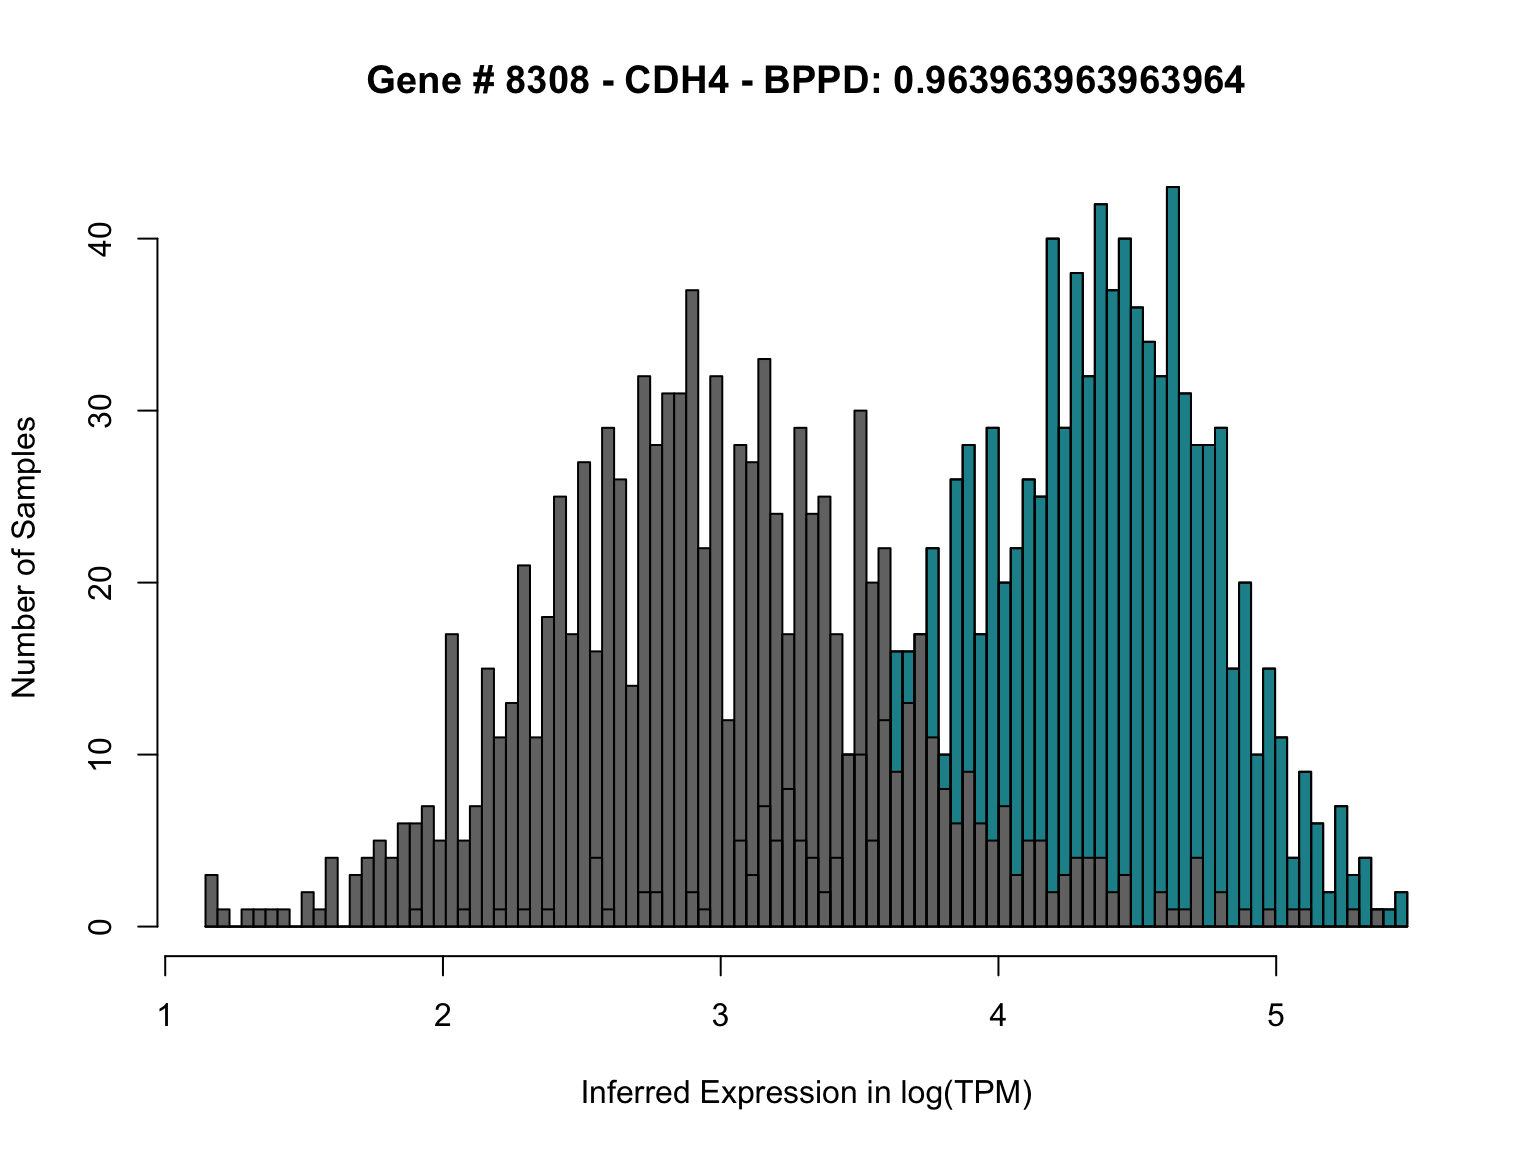 Gene # 8308 - CDH4 - BPPD: 0.963963963963964
40
30
20
10
0
Number of Samples
1 2 3 4 5
Inferred Expression in log(TPM)